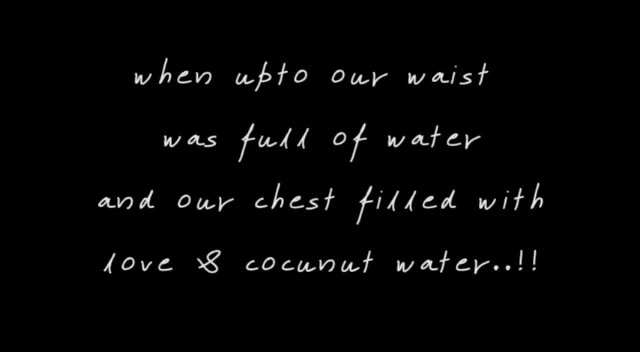 when upto our waist
was full of water
and our chest filled with
love & cocunut water..!!